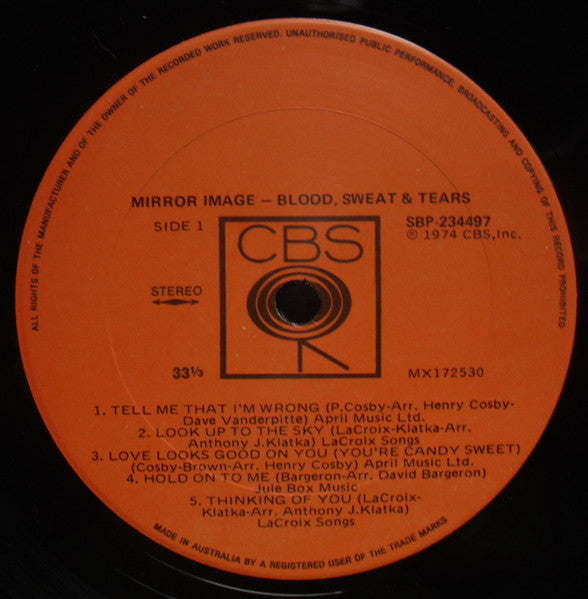 ALL RIGHTS OF THE MANUFACTURER AND OF THE OWNER OF THE RECORDED WORK RESERVED. UNAUTHORISED PUBLIC PERFORMANCE, BROADCASTING AND COPYING OF THIS RECORD PROHIBITED
MIRROR IMAGE – BLOOD, SWEAT & TEARS
SIDE 1
SBP-234497
℗ 1974 CBS, Inc.
CBS
STEREO
33⅓
MX172530
1. TELL ME THAT I'M WRONG (P.Cosby-Arr. Henry Cosby-
Dave Vanderpitte) April Music Ltd.
2. LOOK UP TO THE SKY (LaCroix-Klatka-Arr.
Anthony J.Klatka) LaCroix Songs
3. LOVE LOOKS GOOD ON YOU (YOU'RE CANDY SWEET)
(Cosby-Brown-Arr. Henry Cosby) April Music Ltd.
4. HOLD ON TO ME (Bargeron-Arr. David Bargeron)
Jule Box Music
5. THINKING OF YOU (LaCroix-
Klatka-Arr. Anthony J.Klatka)
LaCroix Songs
MADE IN AUSTRALIA BY A REGISTERED USER OF THE TRADE MARKS